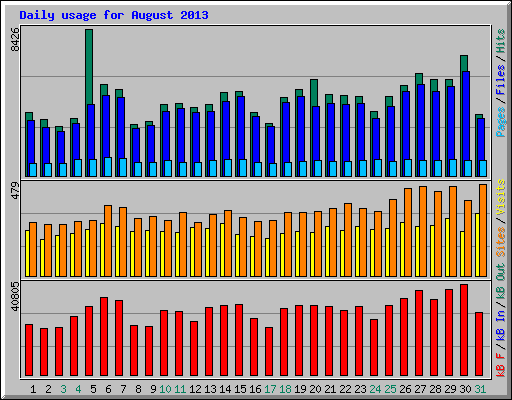 Daily usage for August 2013
8426
Pages / Files / Hits
479
Sites / Visits
40805
kB F / kB In / kB Out
1 2 3 4 5 6 7 8 9 10 11 12 13 14 15 16 17 18 19 20 21 22 23 24 25 26 27 28 29 30 31